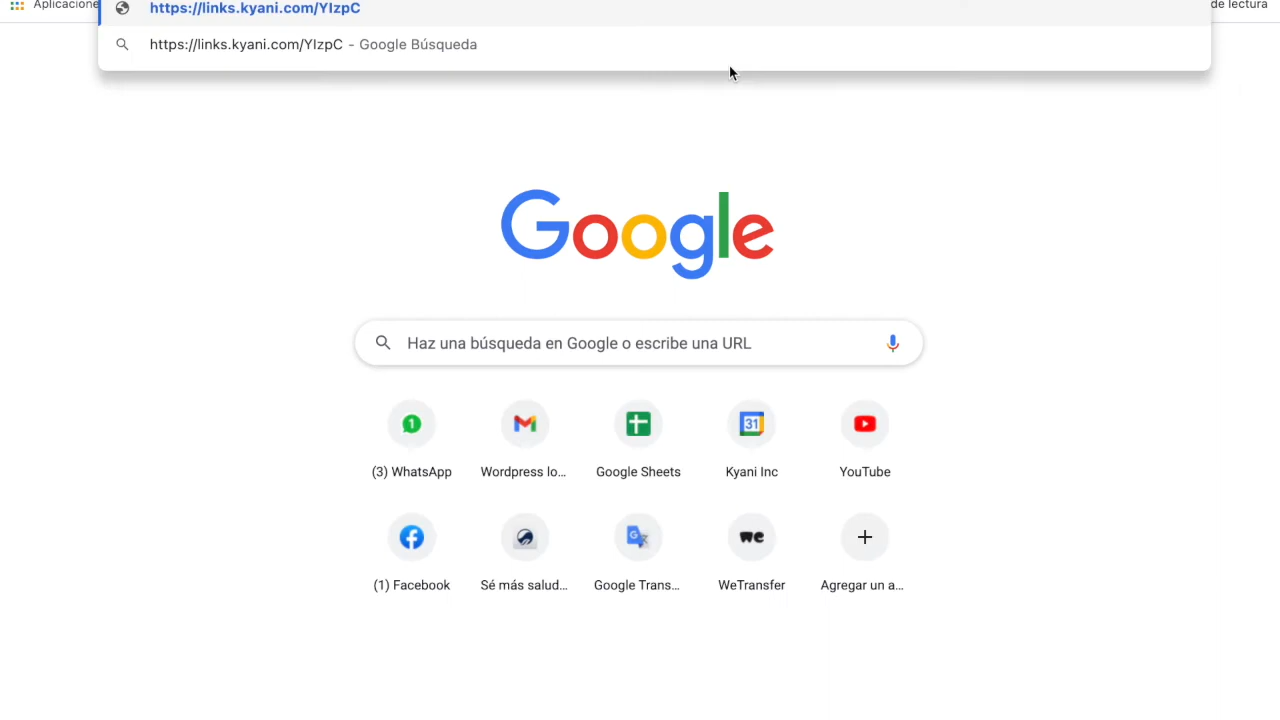 Aplicacione
https://links.kyani.com/YIzpC
de lectura
https://links.kyani.com/YIzpC - Google Búsqueda
Google
Haz una búsqueda en Google o escribe una URL
1
31
(3) WhatsApp
Wordpress lo...
Google Sheets
Kyani Inc
YouTube
G
we
(1) Facebook
Sé más salud...
Google Trans...
WeTransfer
Agregar un a...